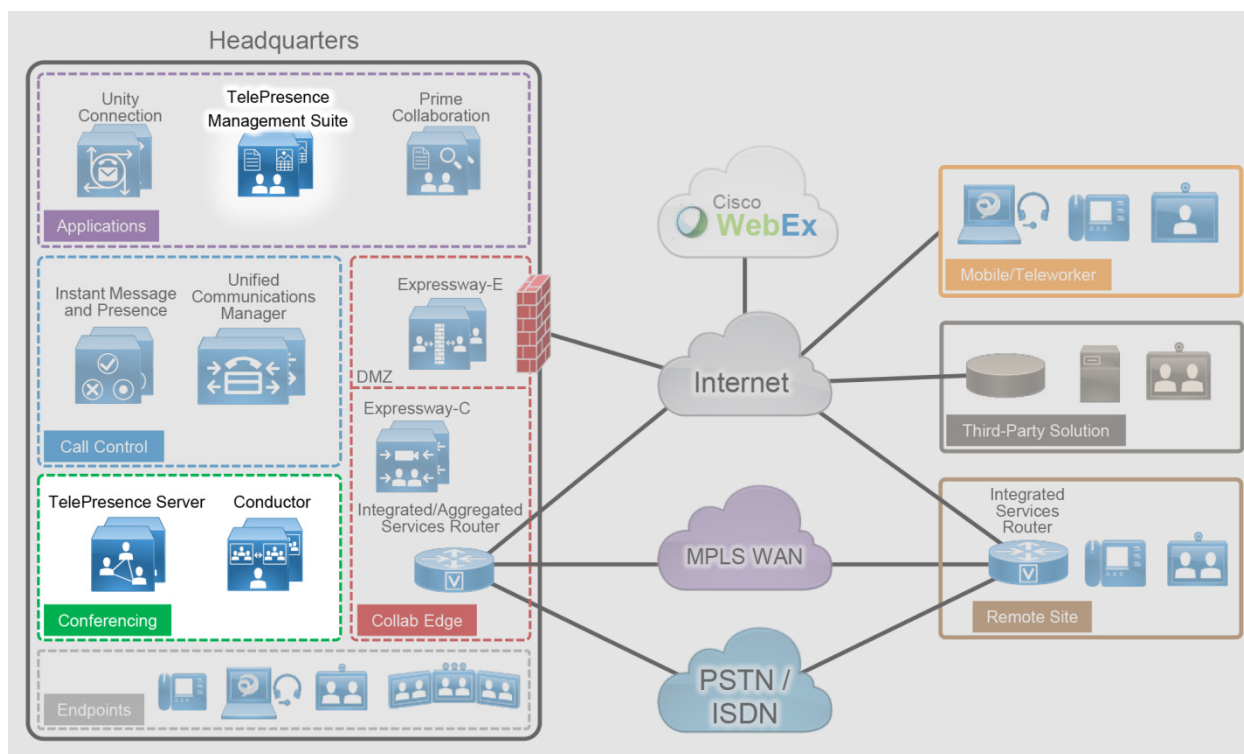 Headquarters
Unity
Connection
TelePresence
Management Suite
Prime
Collaboration
Applications
Instant Message
and Presence
Unified
Communications
Manager
Call Control
Expressway-E
DMZ
Expressway-C
Integrated/Aggregated
Services Router
V
Collab Edge
TelePresence Server
Conductor
Conferencing
Endpoints
Cisco
WebEx
Internet
MPLS WAN
PSTN /
ISDN
Mobile/Teleworker
Third-Party Solution
Integrated
Services
Router
V
Remote Site